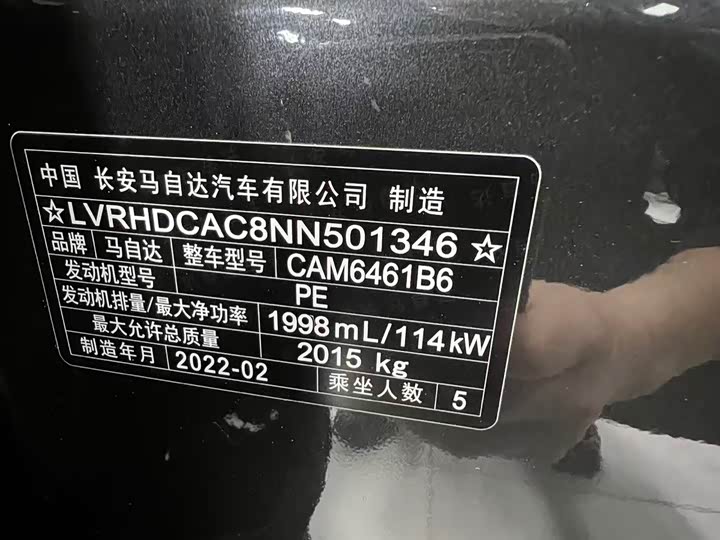 中国 长安马自达汽车有限公司 制造
☆LVRHDCAC8NN501346☆
品牌 马自达 整车型号 CAM6461B6
发动机型号 PE
发动机排量/最大净功率 1998mL/114kW
最大允许总质量 2015 kg
制造年月 2022-02 乘坐人数 5